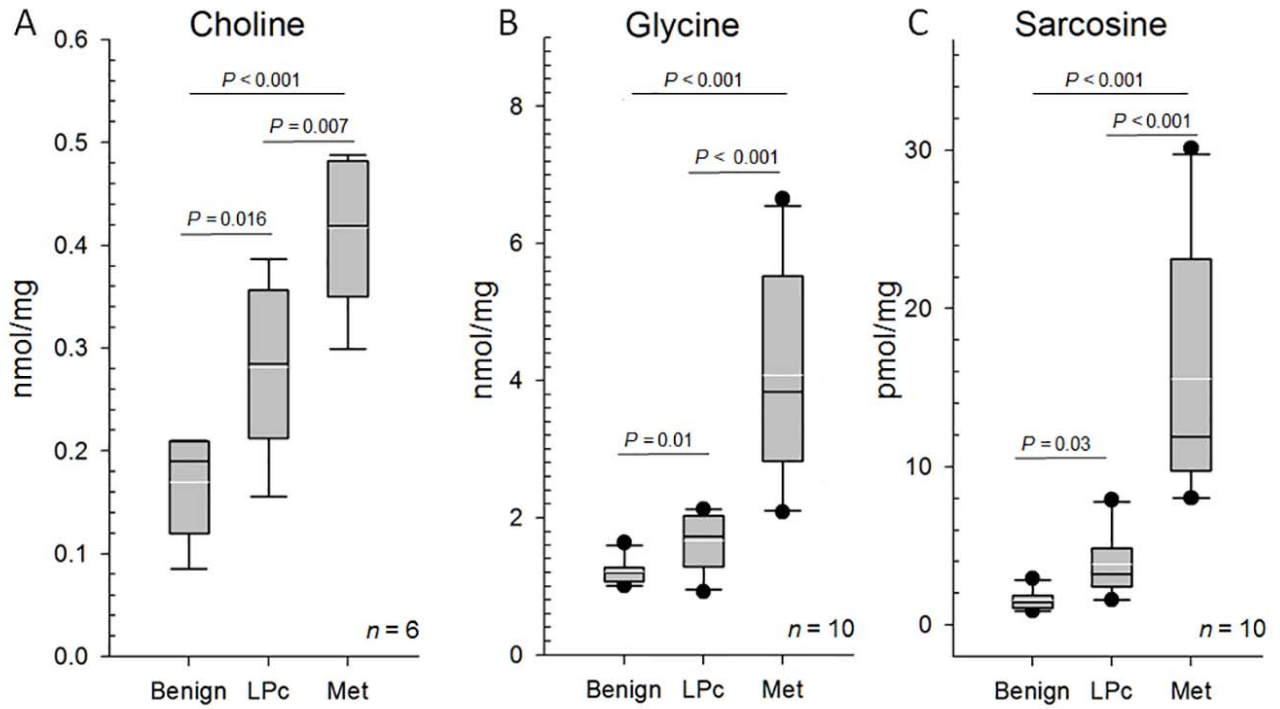 A Choline
nmol/mg
0.6
0.5
0.4
0.3
0.2
0.1
0.0
P < 0.001
P = 0.007
P = 0.016
n = 6
Benign LPc Met
B Glycine
nmol/mg
8
6
4
2
0
P < 0.001
P < 0.001
P = 0.01
n = 10
Benign LPc Met
C Sarcosine
pmol/mg
30
20
10
0
P < 0.001
P < 0.001
P = 0.03
n = 10
Benign LPc Met